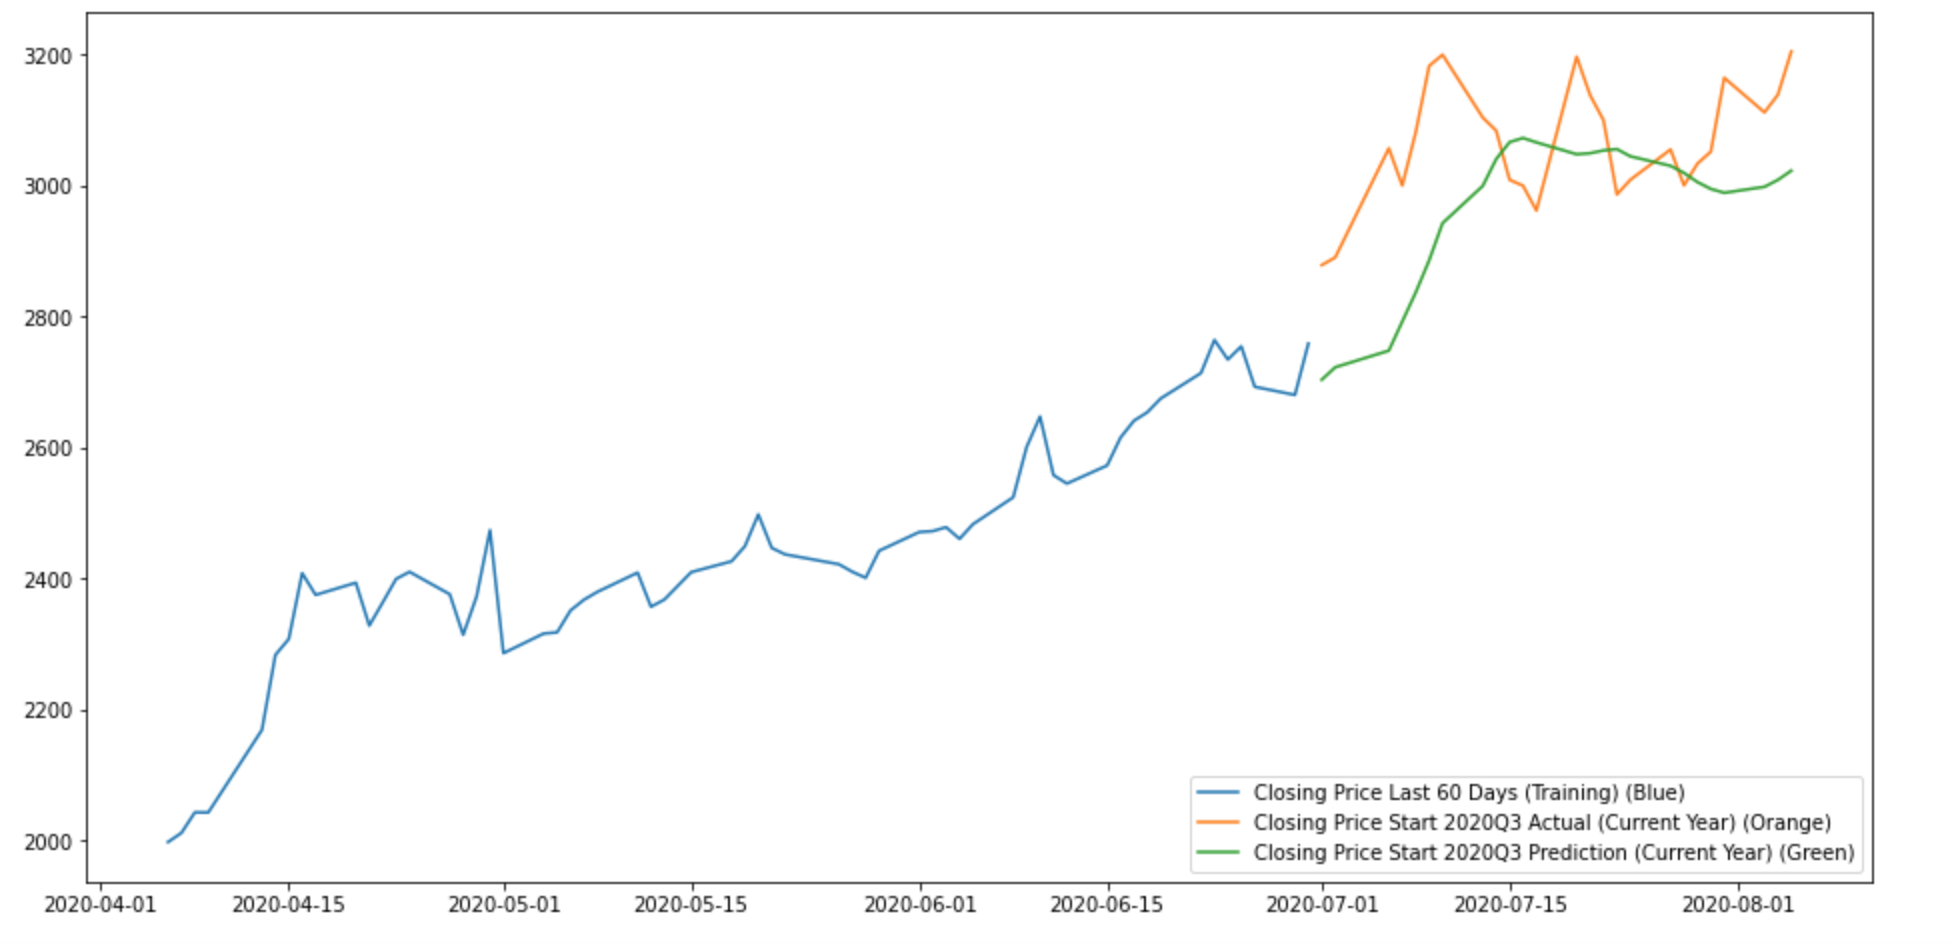 3200
3000
2800
2600
2400
2200
2000
Closing Price Last 60 Days (Training) (Blue)
Closing Price Start 2020Q3 Actual (Current Year) (Orange)
Closing Price Start 2020Q3 Prediction (Current Year) (Green)
2020-04-01 2020-04-15 2020-05-01 2020-05-15 2020-06-01 2020-06-15 2020-07-01 2020-07-15 2020-08-01